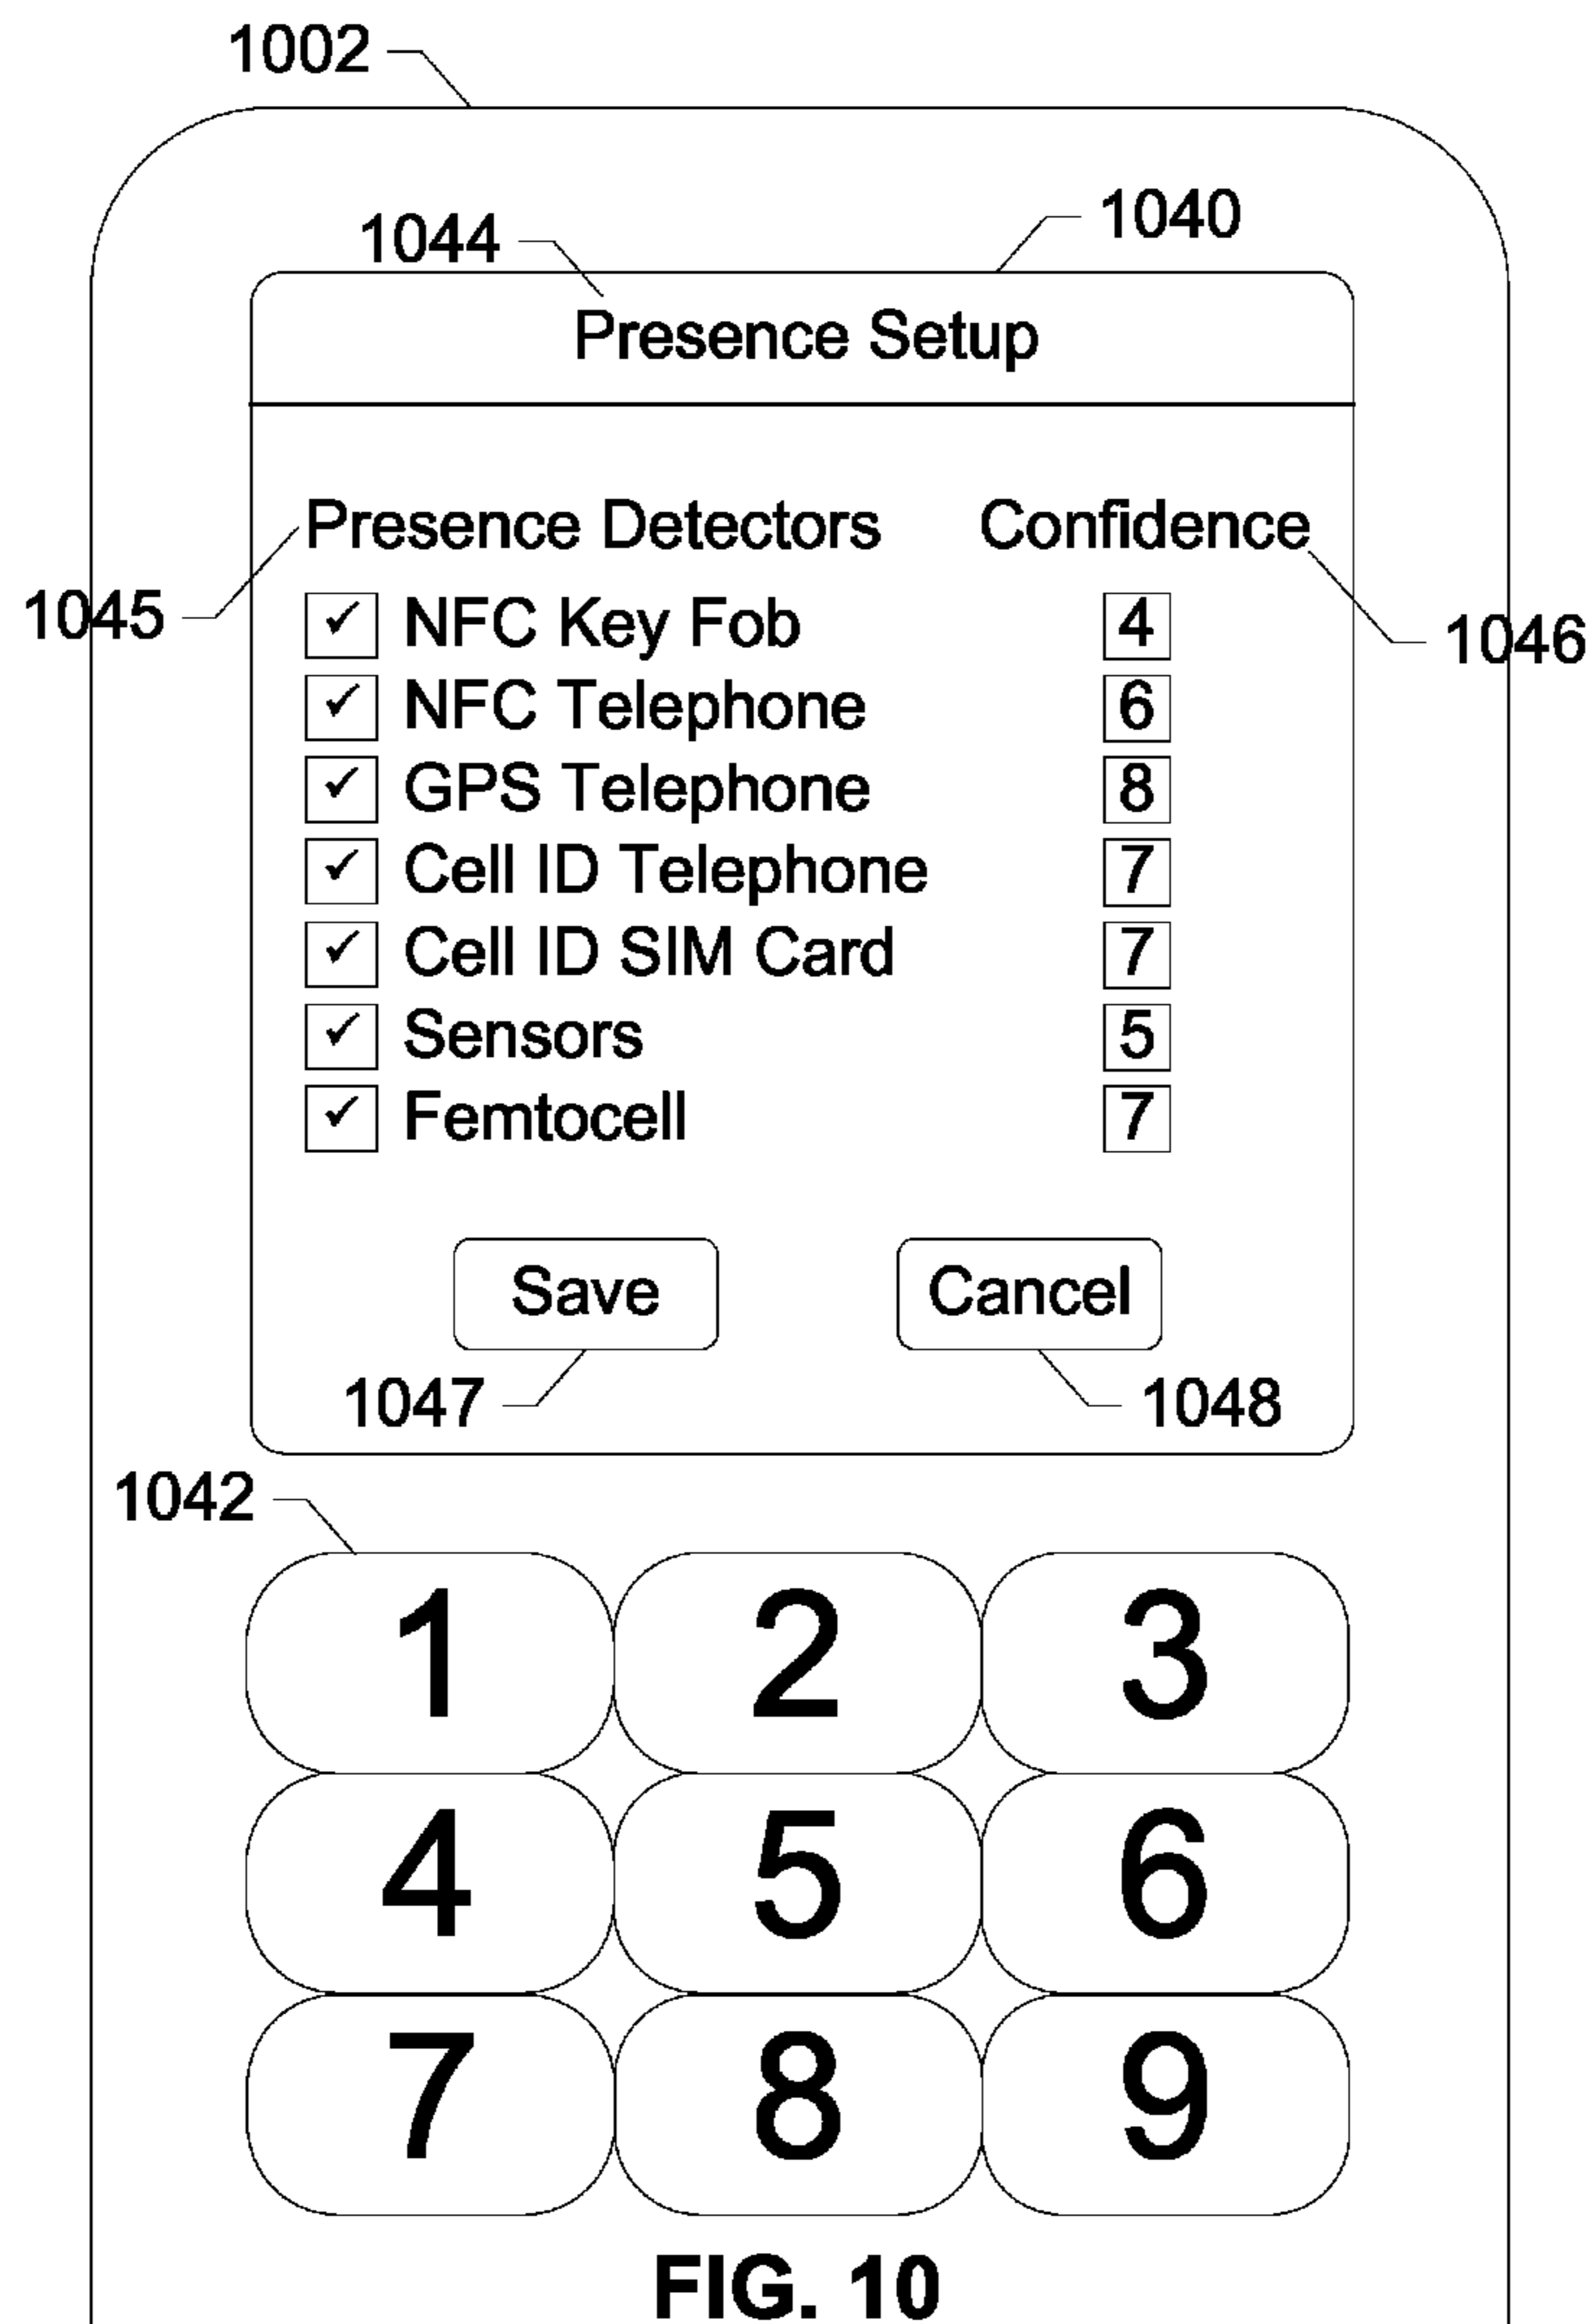 1002
1044
1040
Presence Setup
Presence Detectors Confidence
1045
✓ NFC Key Fob 4
1046
✓ NFC Telephone 6
✓ GPS Telephone 8
✓ Cell ID Telephone 7
✓ Cell ID SIM Card 7
✓ Sensors 5
✓ Femtocell 7
Save Cancel
1047 1048
1042
1 2 3
4 5 6
7 8 9
FIG. 10